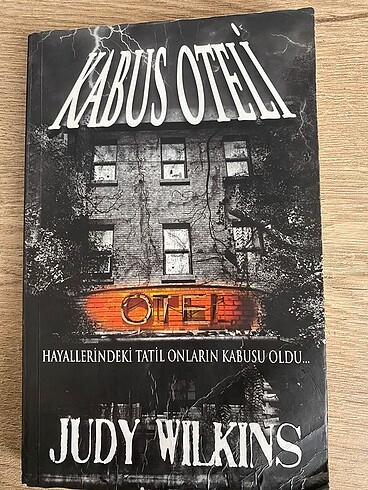 KABUS OTELİ
OTEL
HAYALLERİNDEKİ TATİL ONLARIN KABUSU OLDU...
JUDY WILKINS